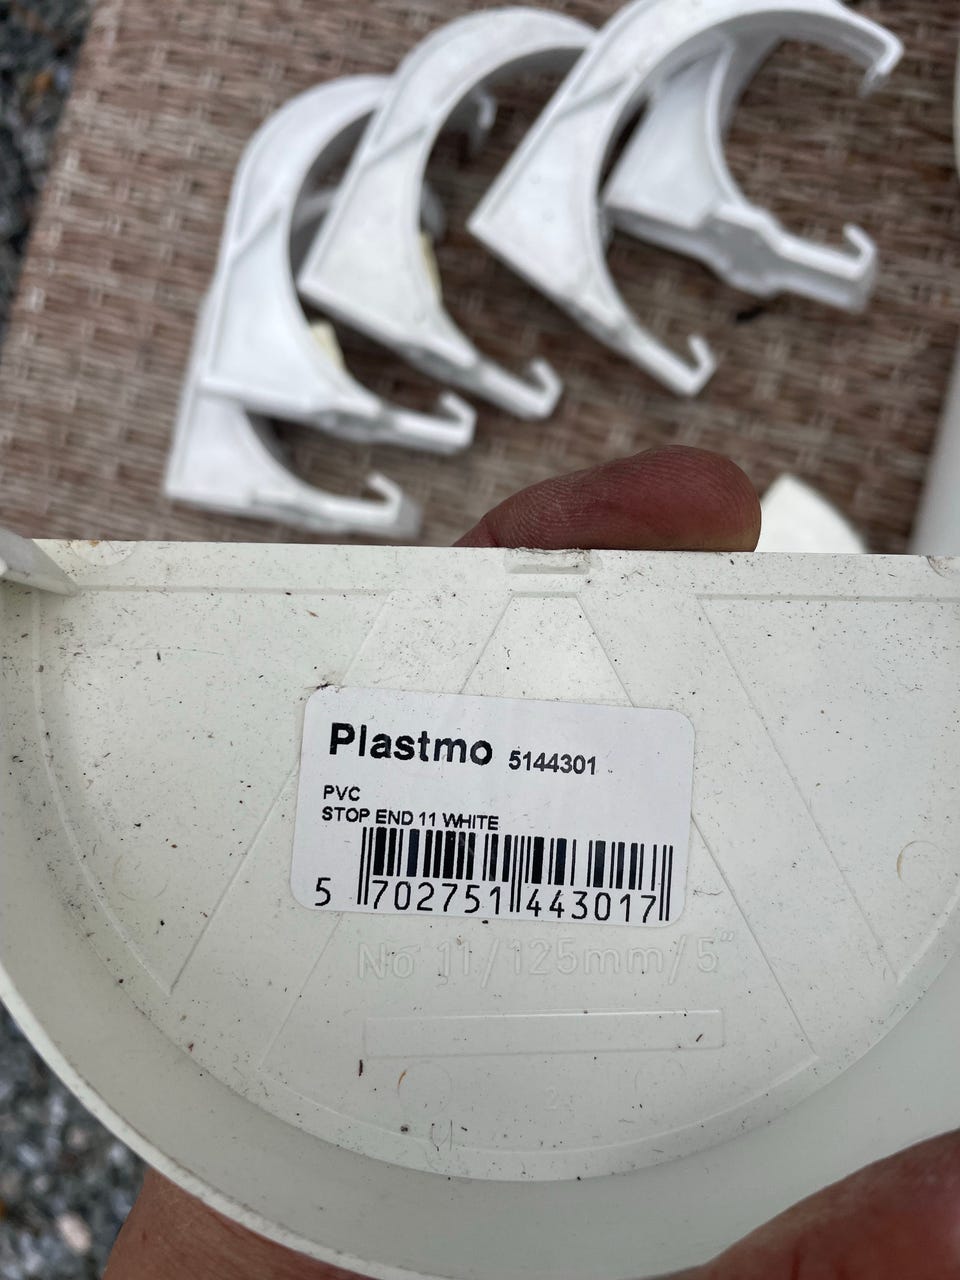 Plastmo 5144301
PVC
STOP END 11 WHITE
5 702751 443017
No 11/125mm/5"